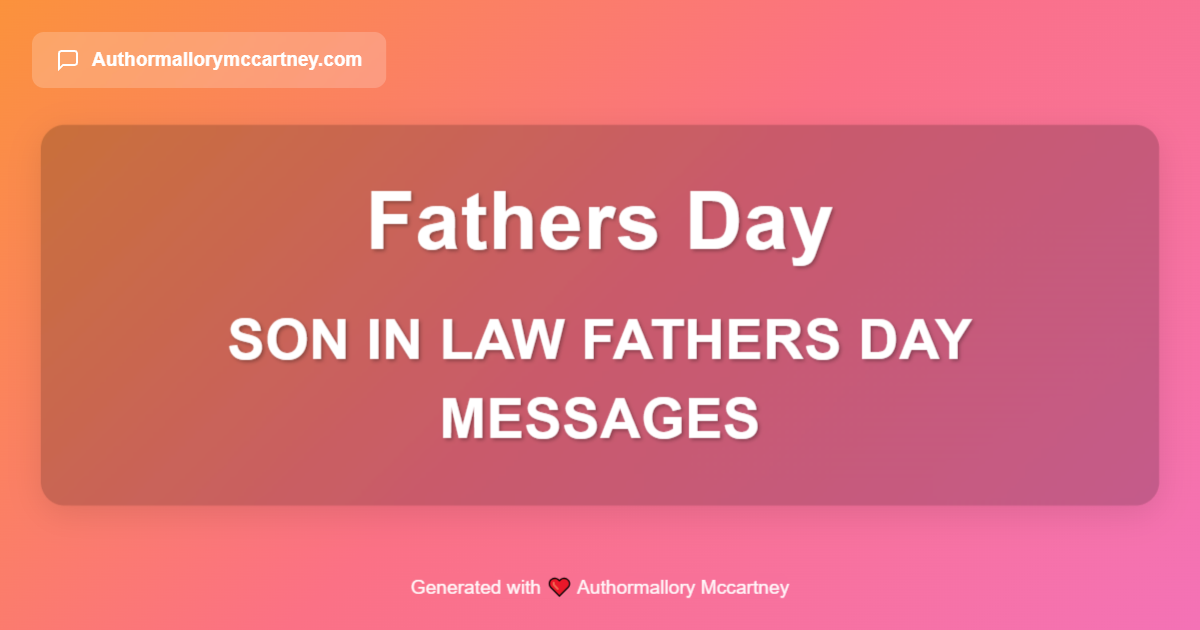 Authormallorymccartney.com
Fathers Day
SON IN LAW FATHERS DAY
MESSAGES
Generated with ❤️ Authormallory Mccartney